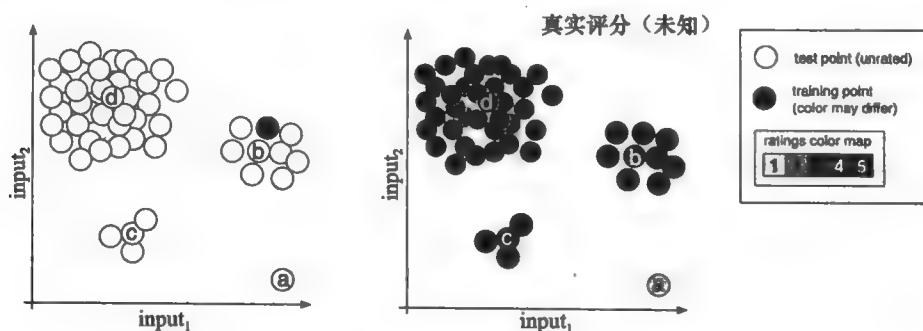 真实评分（未知）
d
b
c
a
input₂
input₁
d
b
c
a
input₂
input₁
test point (unrated)
training point
(color may differ)
ratings color map
1 4 5